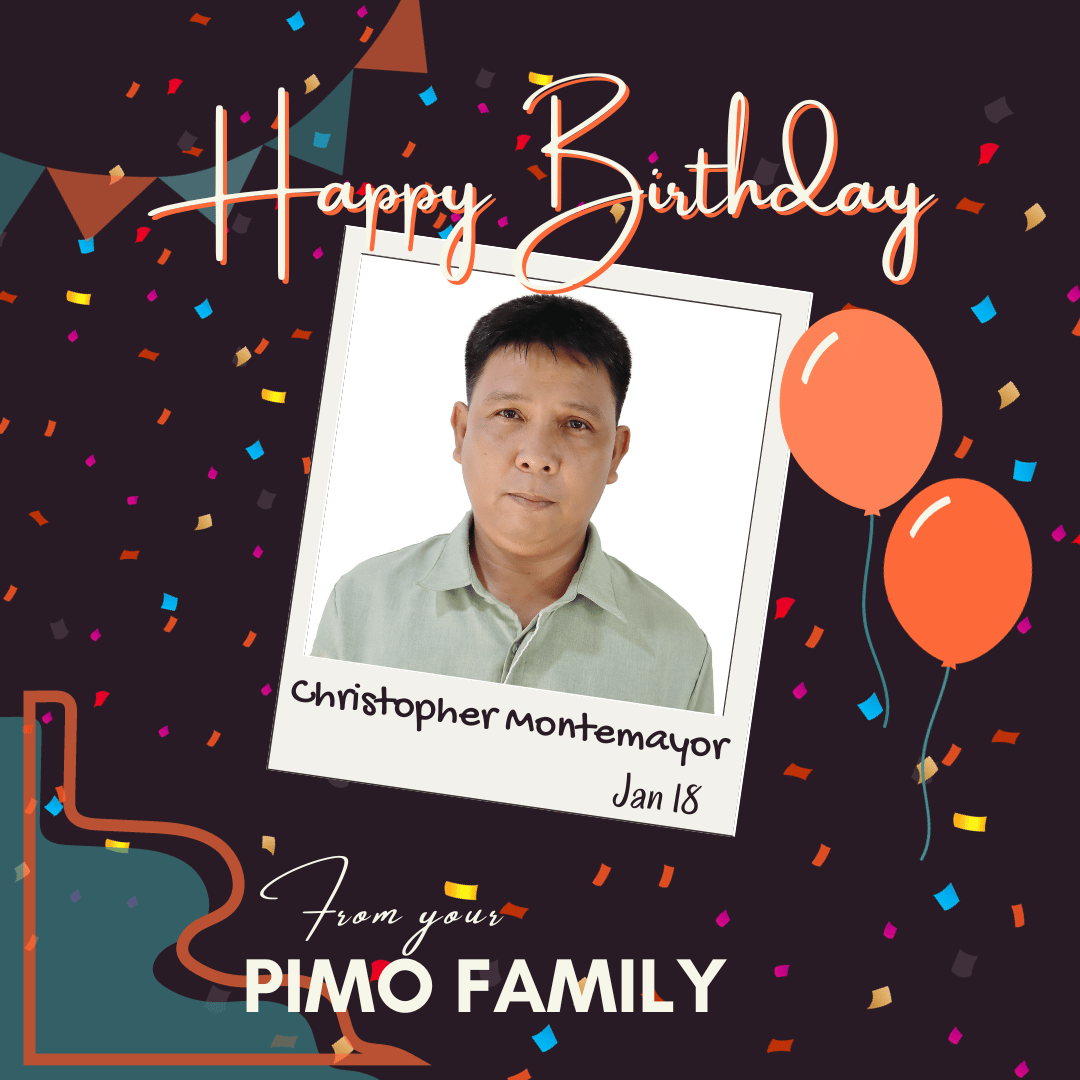 Happy Birthday
Christopher Montemayor
Jan 18
From your
PIMO FAMILY